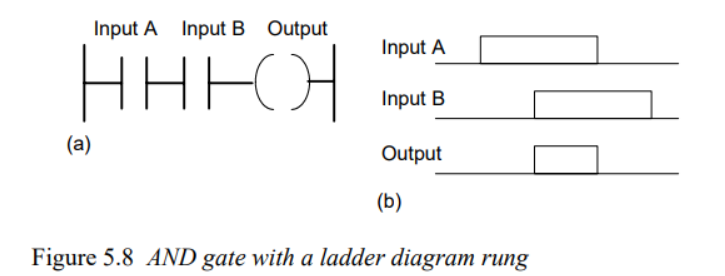 Input A Input B Output
(a)
Input A
Input B
Output
(b)
Figure 5.8 AND gate with a ladder diagram rung